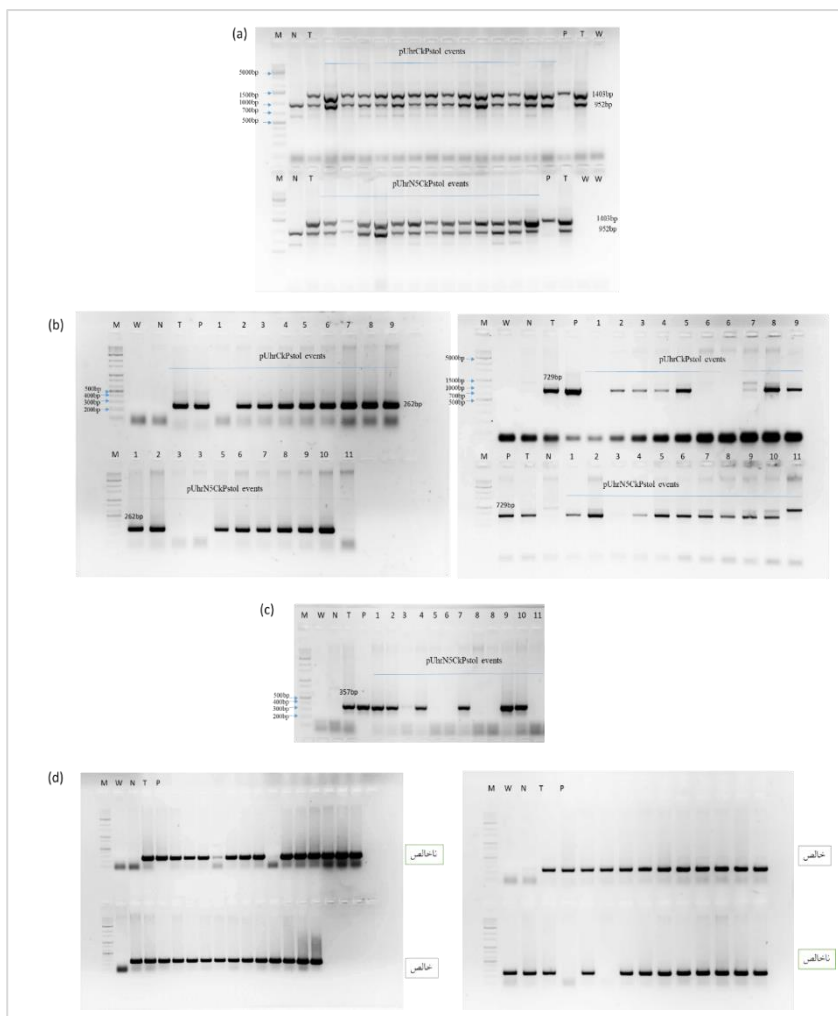 (a)
M N T P T W
pUhrCkPstol events
5000bp
1500bp
1000bp
700bp
500bp
1403bp
952bp
M N T P T W W
pUhrN5CkPstol events
1403bp
952bp
(b)
M W N T P 1 2 3 4 5 6 7 8 9
pUhrCkPstol events
500bp
400bp
300bp
200bp
262bp
M 1 2 3 3 5 6 7 8 9 10 11
pUhrN5CkPstol events
262bp
M W N T P 1 2 3 4 5 6 6 7 8 9
pUhrCkPstol events
5000bp
729bp
1500bp
1000bp
700bp
500bp
M P T N 1 2 3 4 5 6 7 8 9 10 11
pUhrN5CkPstol events
729bp
(c)
M W N T P 1 2 3 4 5 6 7 8 8 9 10 11
pUhrN5CkPstol events
357bp
500bp
400bp
300bp
200bp
(d)
M W N T P
ناخالص
خالص
M W N T P
خالص
ناخالص